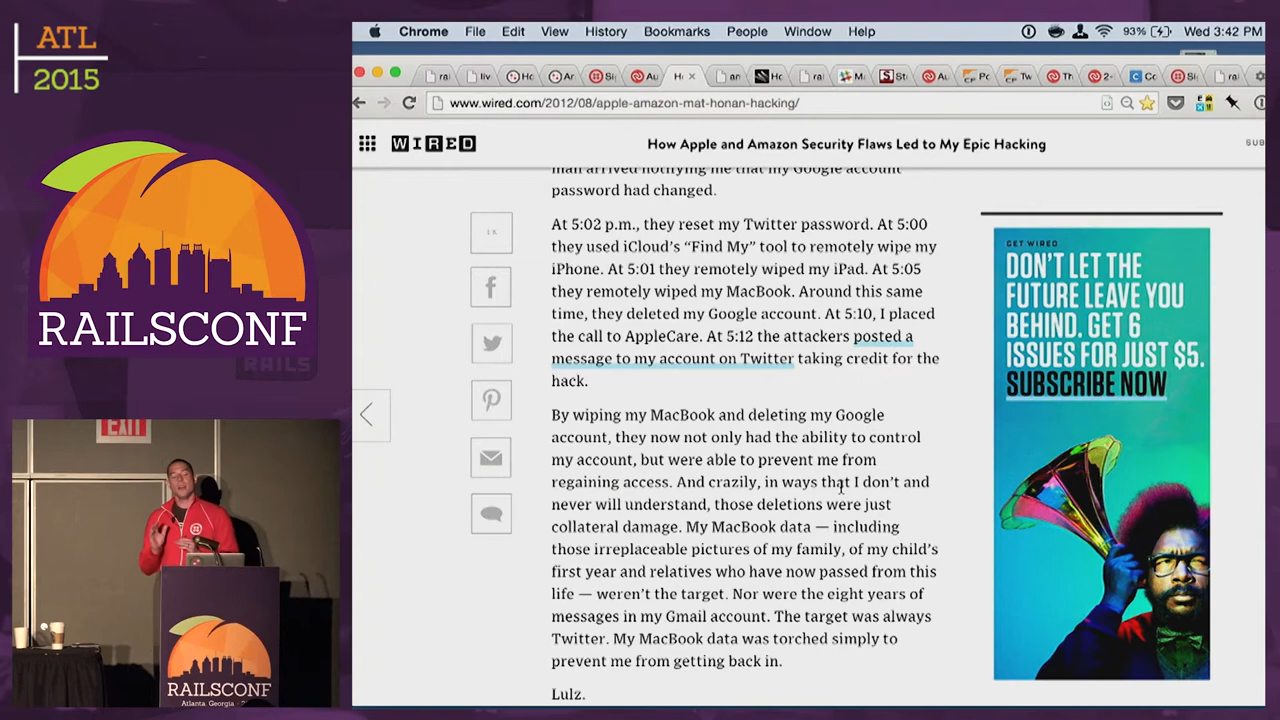 ATL
2015
RAILSCONF
RAILS
EXIT
RAILSCONF
Atlanta, Georgia
Chrome File Edit View History Bookmarks People Window Help
93% Wed 3:42 PM
www.wired.com/2012/08/apple-amazon-mat-honan-hacking/
WIRED
How Apple and Amazon Security Flaws Led to My Epic Hacking
SUB
man arrived notifying me that my Google account
password had changed.
At 5:02 p.m., they reset my Twitter password. At 5:00
they used iCloud’s “Find My” tool to remotely wipe my
iPhone. At 5:01 they remotely wiped my iPad. At 5:05
they remotely wiped my MacBook. Around this same
time, they deleted my Google account. At 5:10, I placed
the call to AppleCare. At 5:12 the attackers posted a
message to my account on Twitter taking credit for the
hack.
By wiping my MacBook and deleting my Google
account, they now not only had the ability to control
my account, but were able to prevent me from
regaining access. And crazily, in ways that I don’t and
never will understand, those deletions were just
collateral damage. My MacBook data — including
those irreplaceable pictures of my family, of my child’s
first year and relatives who have now passed from this
life — weren’t the target. Nor were the eight years of
messages in my Gmail account. The target was always
Twitter. My MacBook data was torched simply to
prevent me from getting back in.
Lulz.
GET WIRED
DON’T LET THE
FUTURE LEAVE YOU
BEHIND. GET 6
ISSUES FOR JUST $5.
SUBSCRIBE NOW